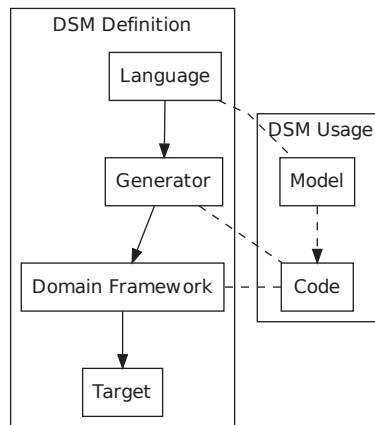 DSM Definition
Language
DSM Usage
Generator
Model
Domain Framework
Code
Target